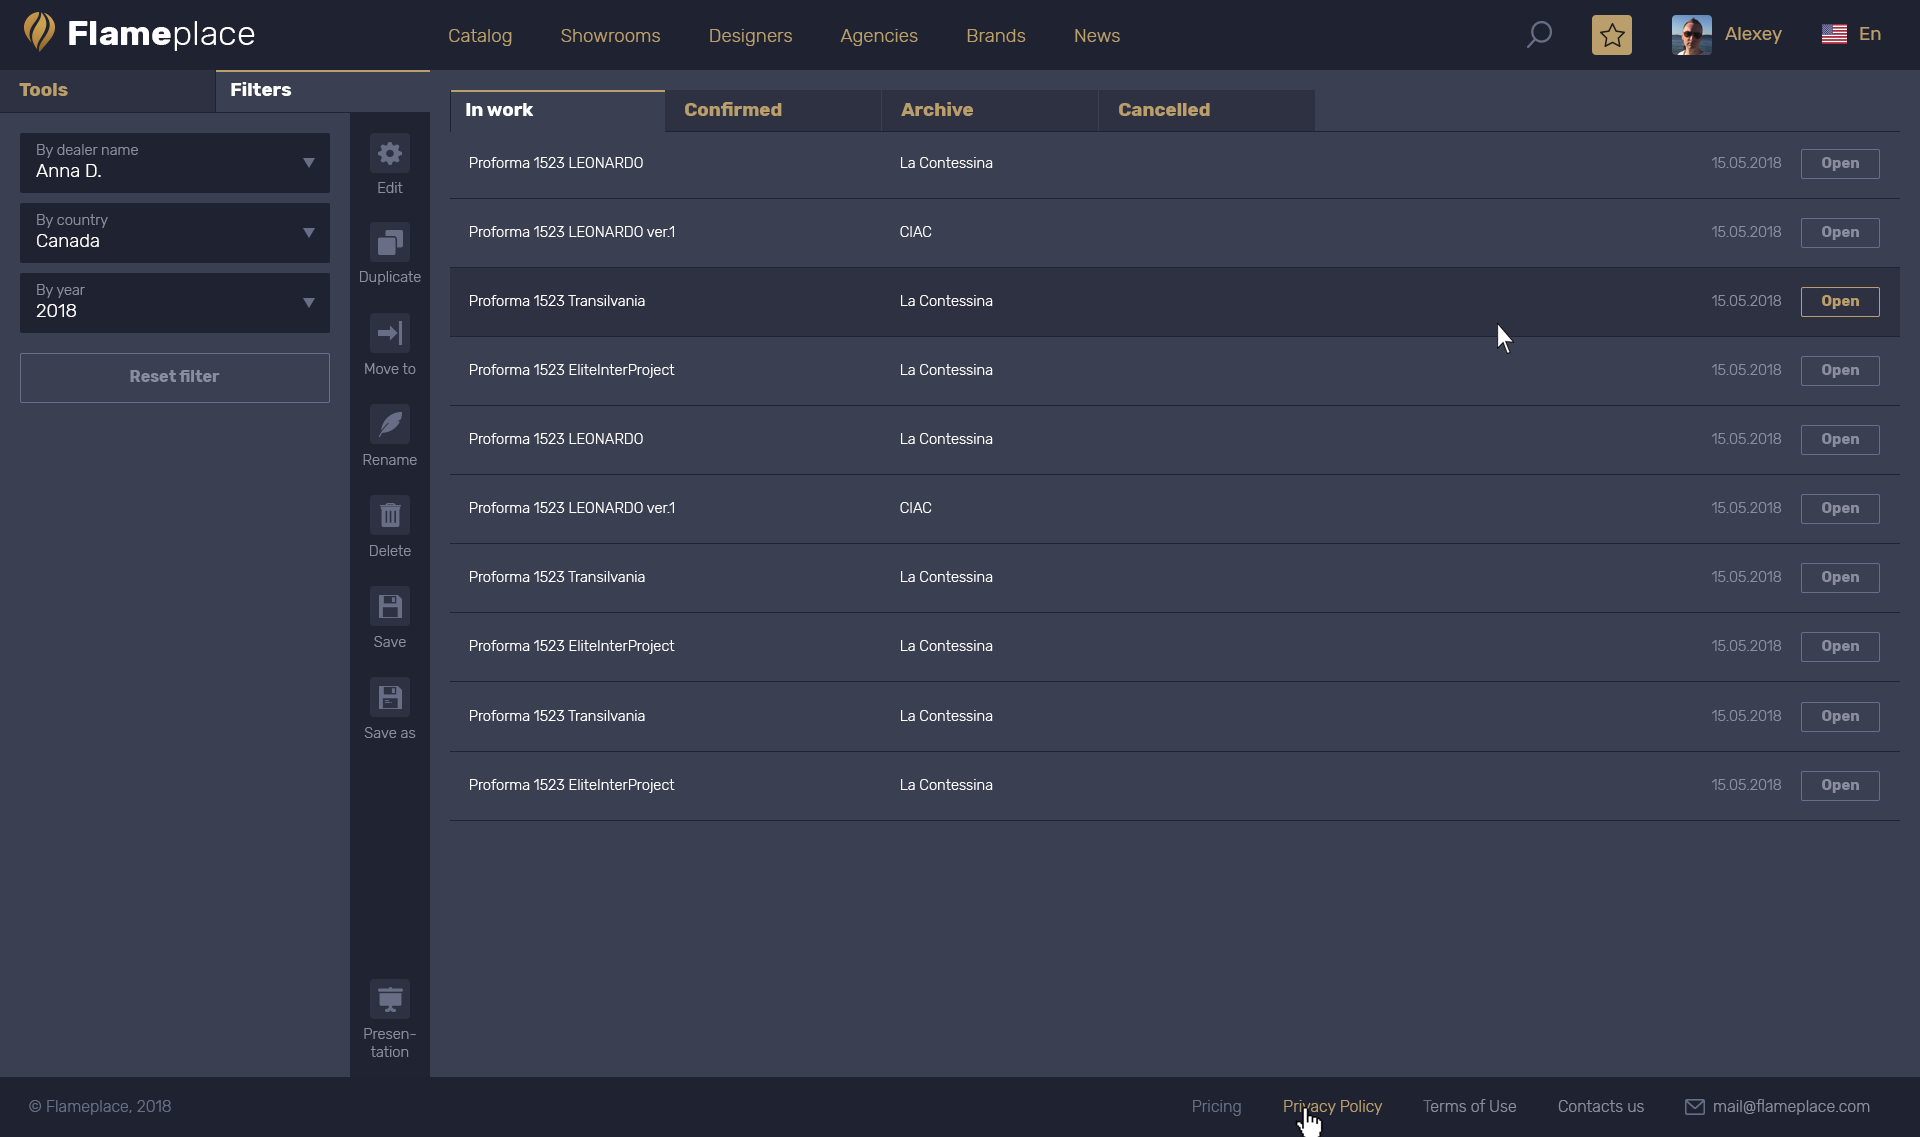 Flameplace
Catalog
Showrooms
Designers
Agencies
Brands
News
Alexey
En
Tools
Filters
By dealer name
Anna D.
By country
Canada
By year
2018
Reset filter
Edit
Duplicate
Move to
Rename
Delete
Save
Save as
Presen-
tation
In work
Confirmed
Archive
Cancelled
Proforma 1523 LEONARDO La Contessina 15.05.2018 Open
Proforma 1523 LEONARDO ver.1 CIAC 15.05.2018 Open
Proforma 1523 Transilvania La Contessina 15.05.2018 Open
Proforma 1523 EliteInterProject La Contessina 15.05.2018 Open
Proforma 1523 LEONARDO La Contessina 15.05.2018 Open
Proforma 1523 LEONARDO ver.1 CIAC 15.05.2018 Open
Proforma 1523 Transilvania La Contessina 15.05.2018 Open
Proforma 1523 EliteInterProject La Contessina 15.05.2018 Open
Proforma 1523 Transilvania La Contessina 15.05.2018 Open
Proforma 1523 EliteInterProject La Contessina 15.05.2018 Open
© Flameplace, 2018
Pricing
Privacy Policy
Terms of Use
Contacts us
mail@flameplace.com